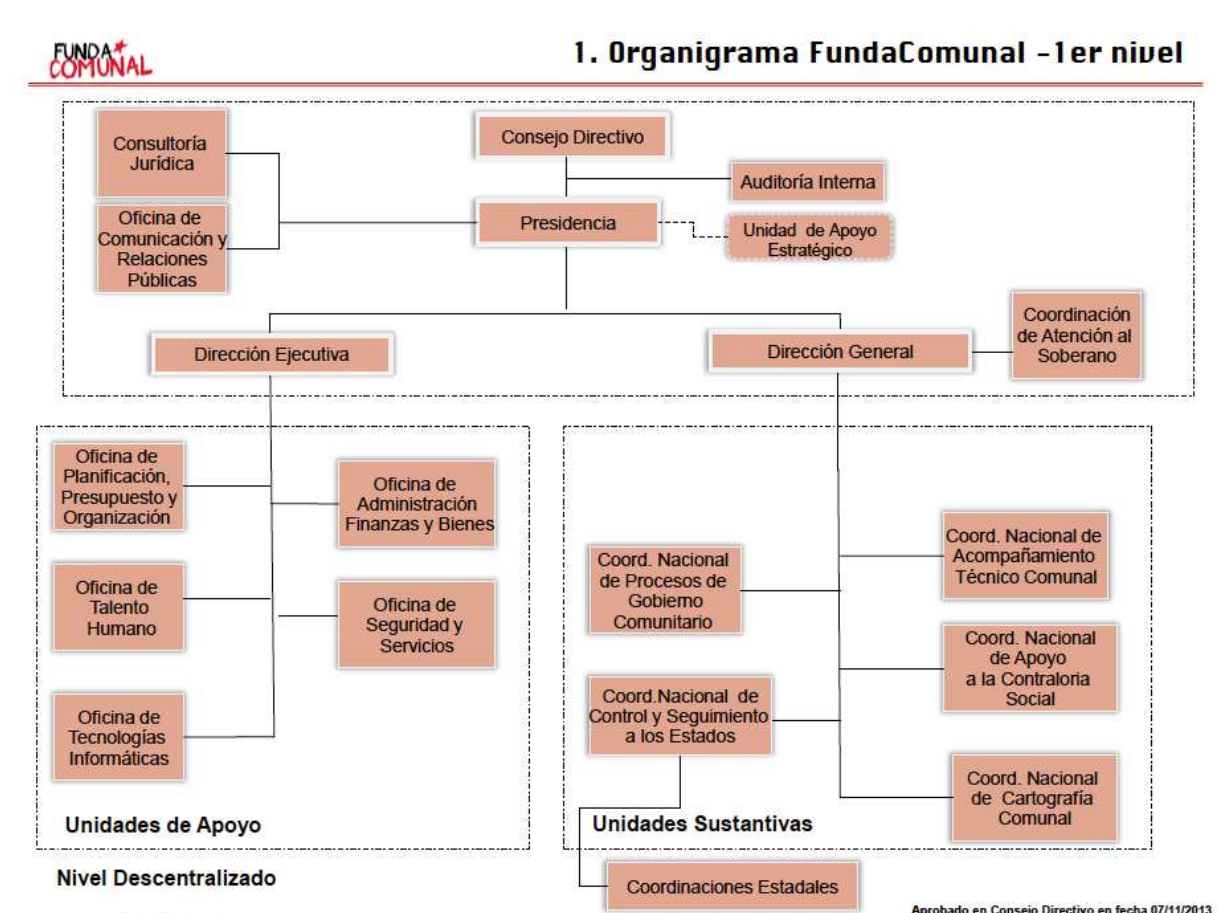 FUNDA
COMUNAL
1. Organigrama FundaComunal -1er nivel
Consultoría
Jurídica
Consejo Directivo
Auditoría Interna
Oficina de
Comunicación y
Relaciones
Públicas
Presidencia
Unidad de Apoyo
Estratégico
Dirección Ejecutiva
Dirección General
Coordinación
de Atención al
Soberano
Oficina de
Planificación,
Presupuesto y
Organización
Oficina de
Administración
Finanzas y Bienes
Oficina de
Talento
Humano
Oficina de
Seguridad y
Servicios
Oficina de
Tecnologías
Informáticas
Unidades de Apoyo
Coord. Nacional
de Procesos de
Gobierno
Comunitario
Coord. Nacional de
Acompañamiento
Técnico Comunal
Coord.Nacional de
Control y Seguimiento
a los Estados
Coord. Nacional
de Apoyo
a la Contraloria
Social
Coord. Nacional
de Cartografía
Comunal
Unidades Sustantivas
Nivel Descentralizado
Coordinaciones Estadales
Aprobado en Consejo Directivo en fecha 07/11/2013